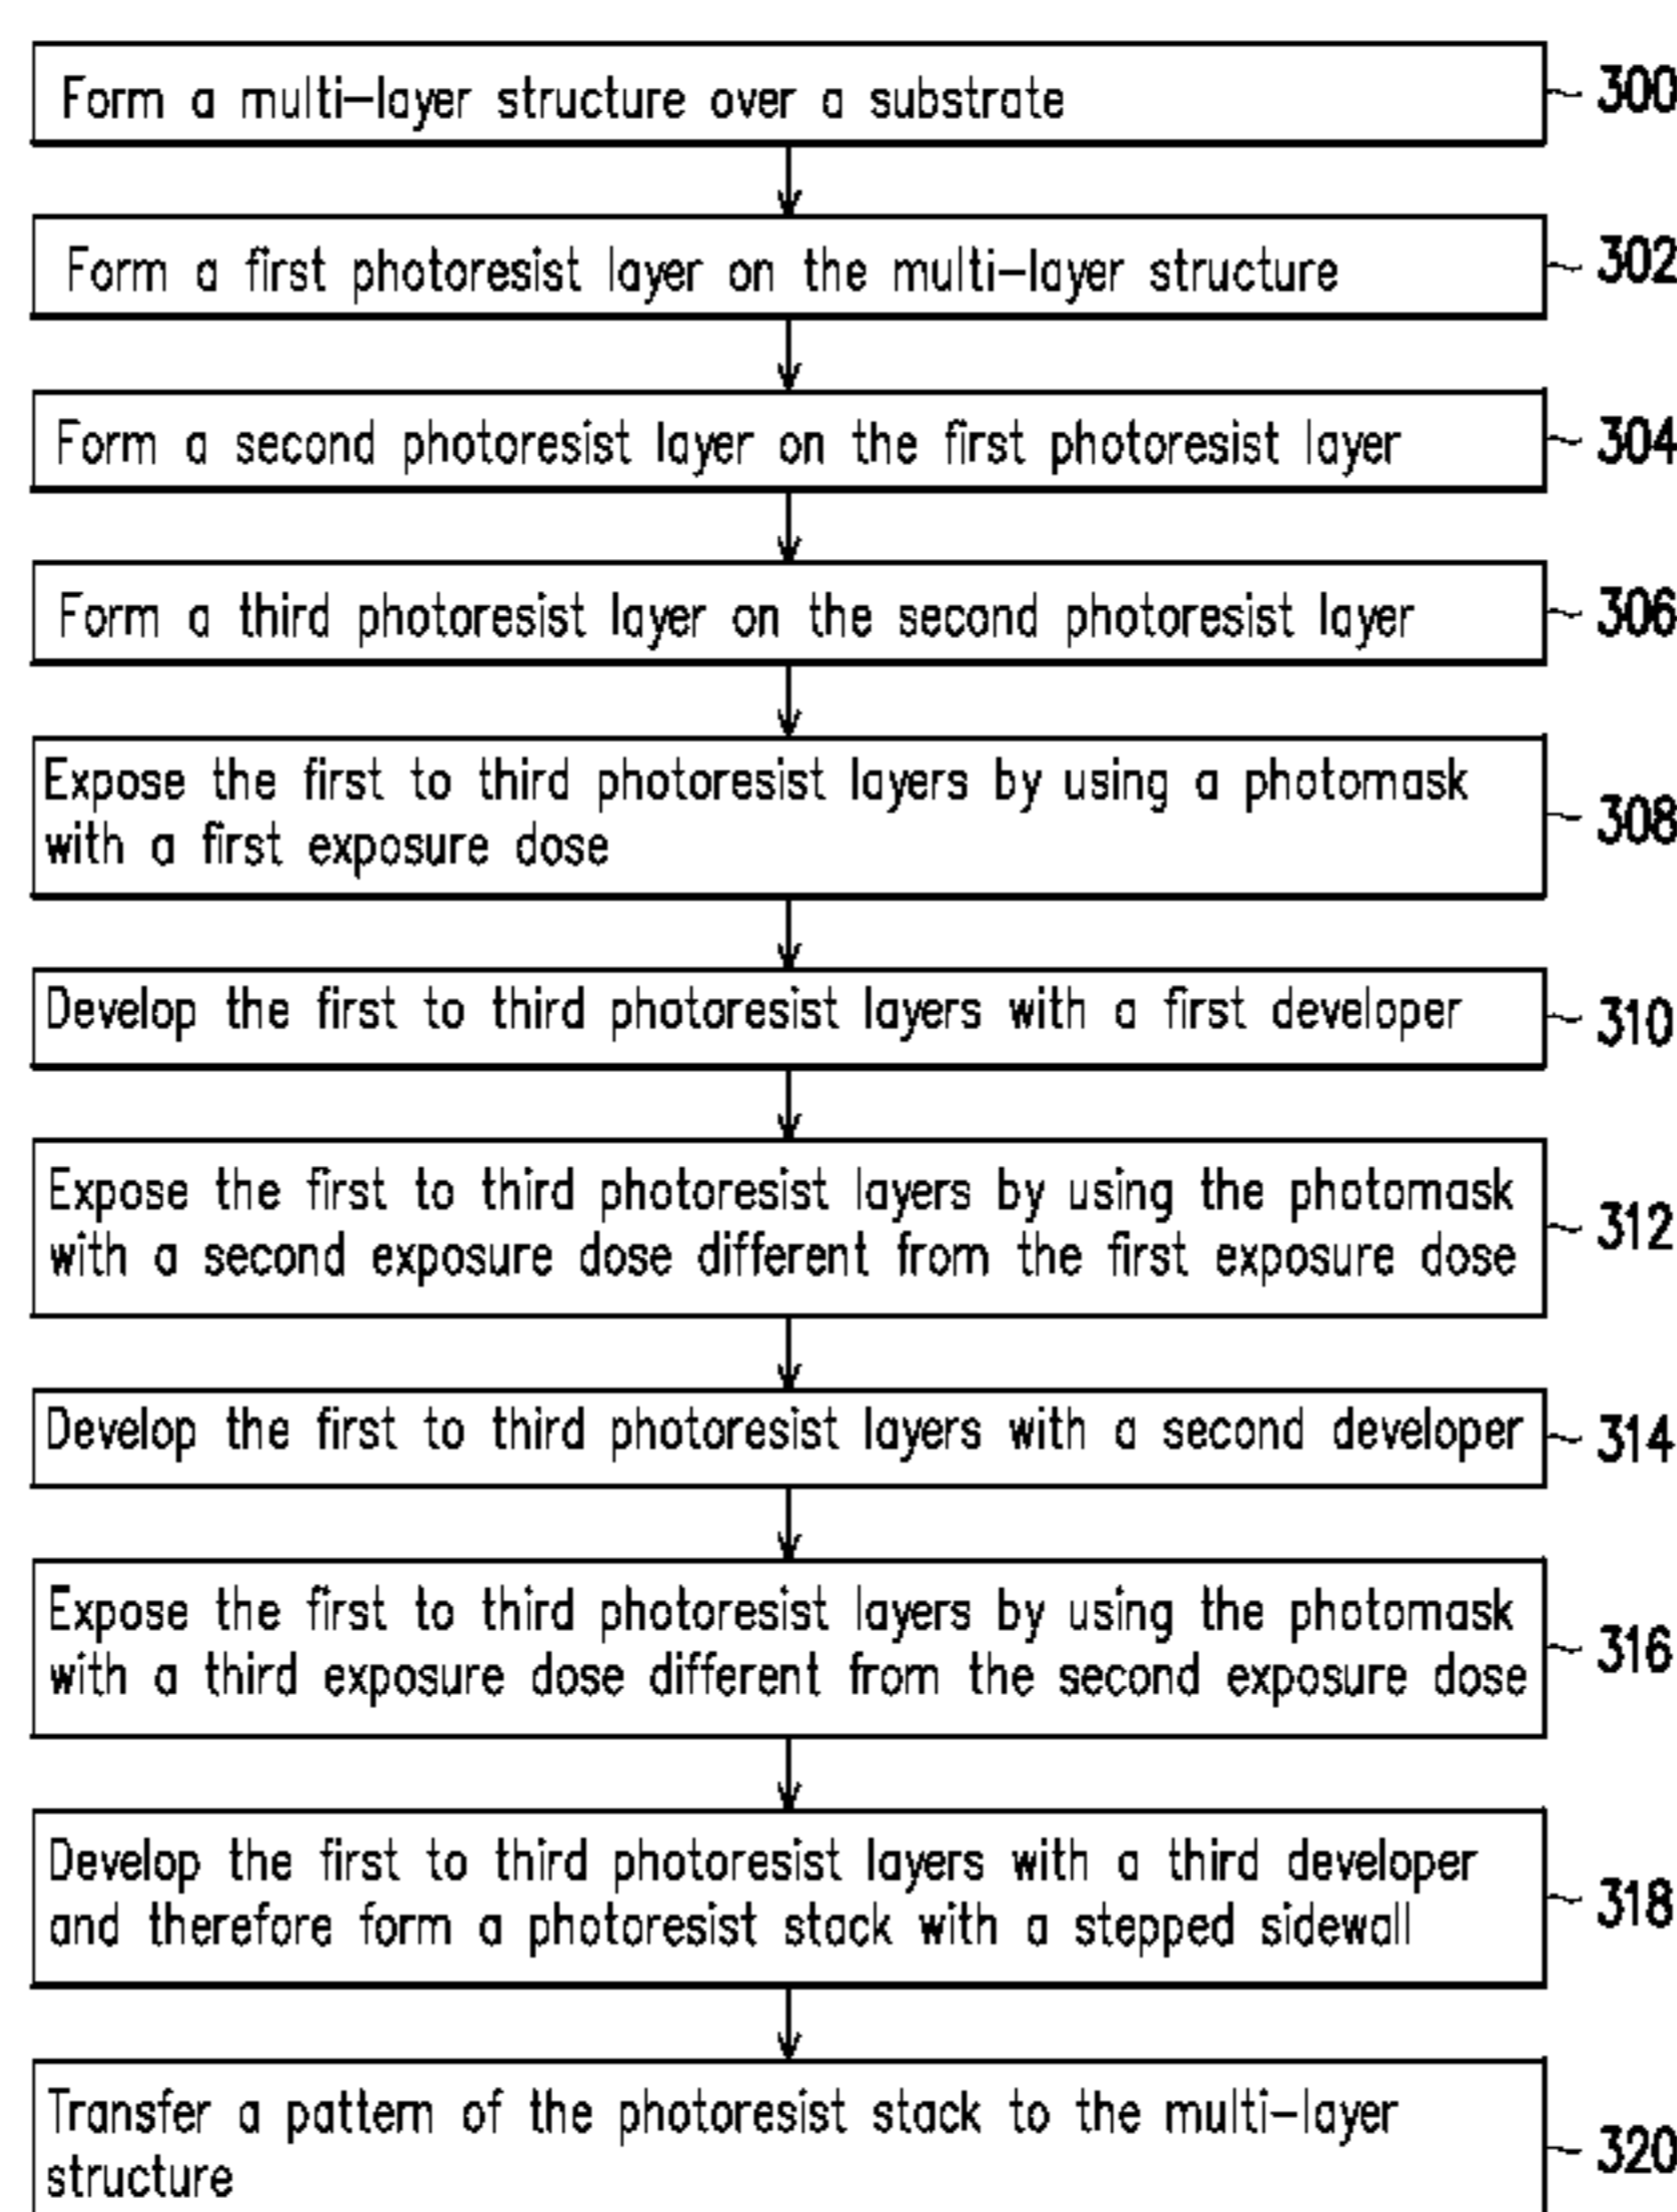 Form a multi-layer structure over a substrate
300
Form a first photoresist layer on the multi-layer structure
302
Form a second photoresist layer on the first photoresist layer
304
Form a third photoresist layer on the second photoresist layer
306
Expose the first to third photoresist layers by using a photomask
with a first exposure dose
308
Develop the first to third photoresist layers with a first developer
310
Expose the first to third photoresist layers by using the photomask
with a second exposure dose different from the first exposure dose
312
Develop the first to third photoresist layers with a second developer
314
Expose the first to third photoresist layers by using the photomask
with a third exposure dose different from the second exposure dose
316
Develop the first to third photoresist layers with a third developer
and therefore form a photoresist stack with a stepped sidewall
318
Transfer a pattern of the photoresist stack to the multi-layer
structure
320